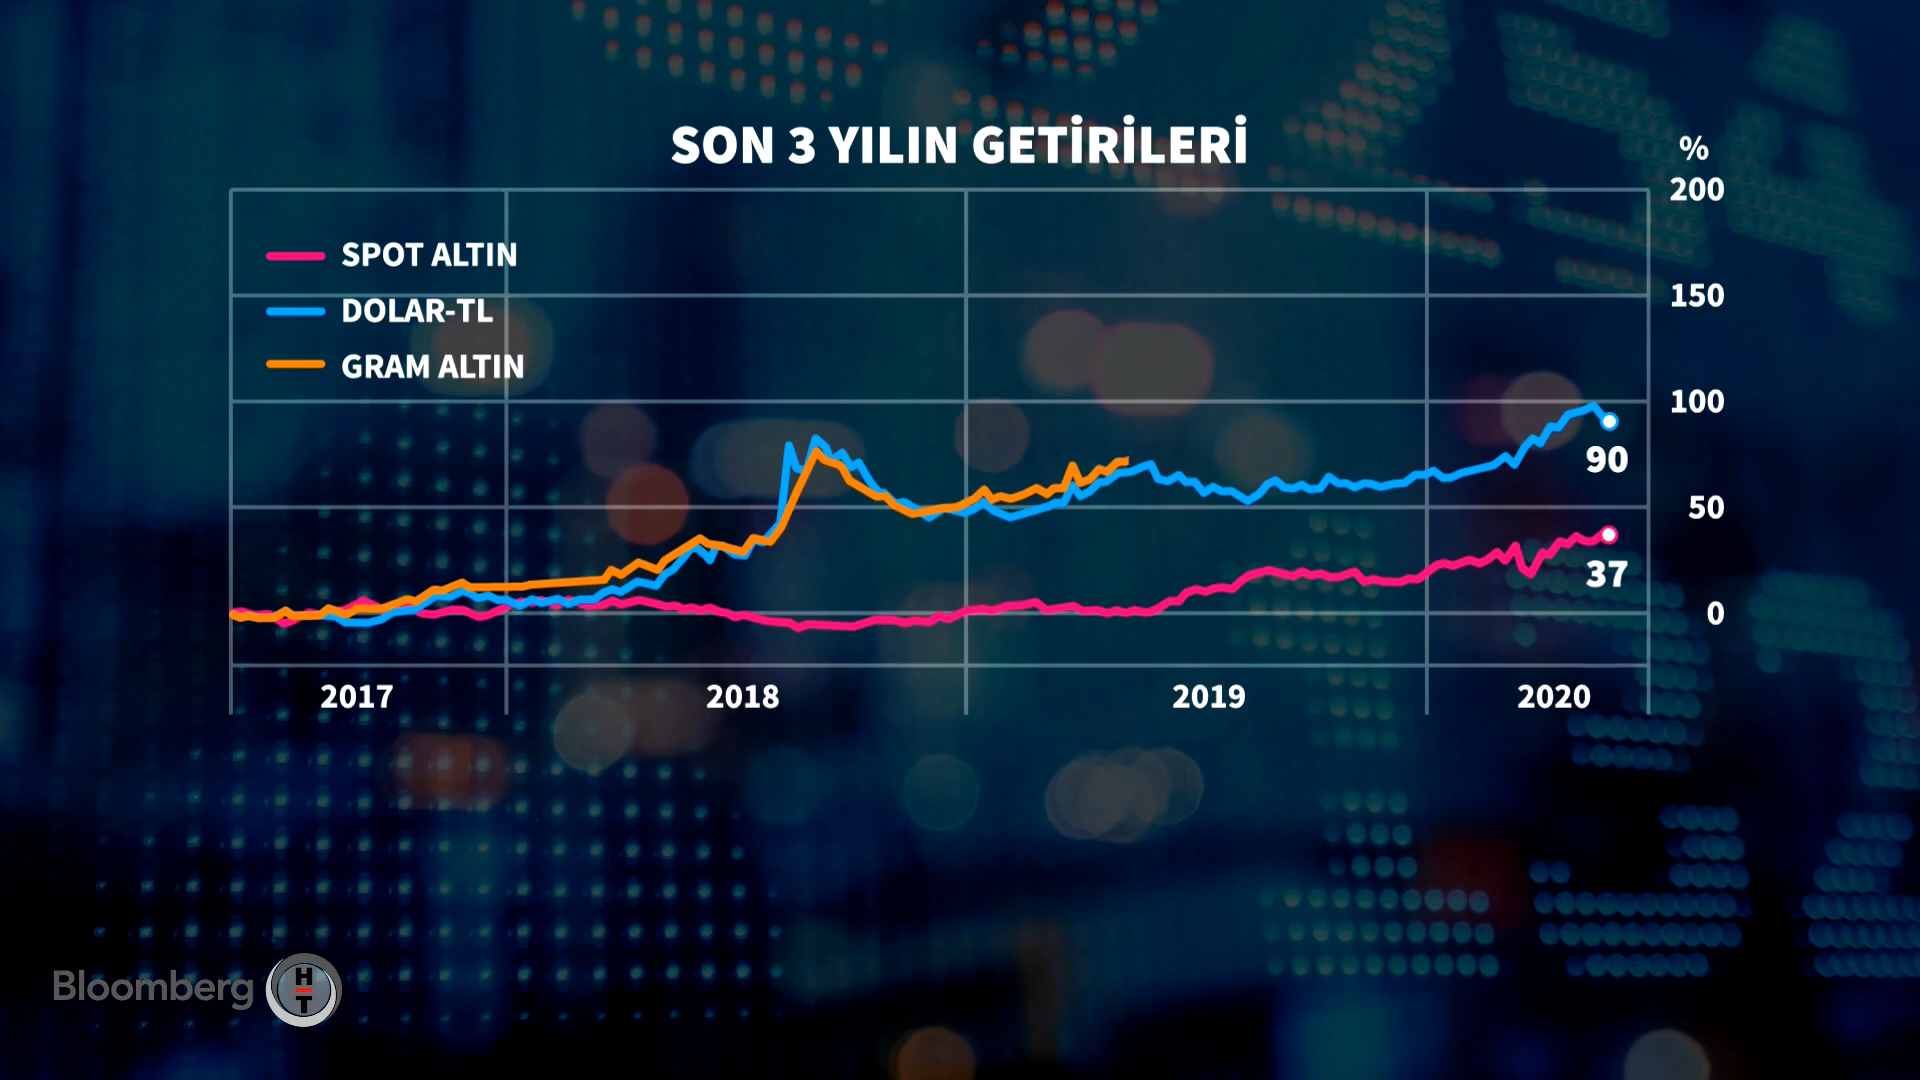 SON 3 YILIN GETİRİLERİ
%
200
SPOT ALTIN
150
DOLAR-TL
GRAM ALTIN
100
90
50
37
0
2017 2018 2019 2020
Bloomberg HT